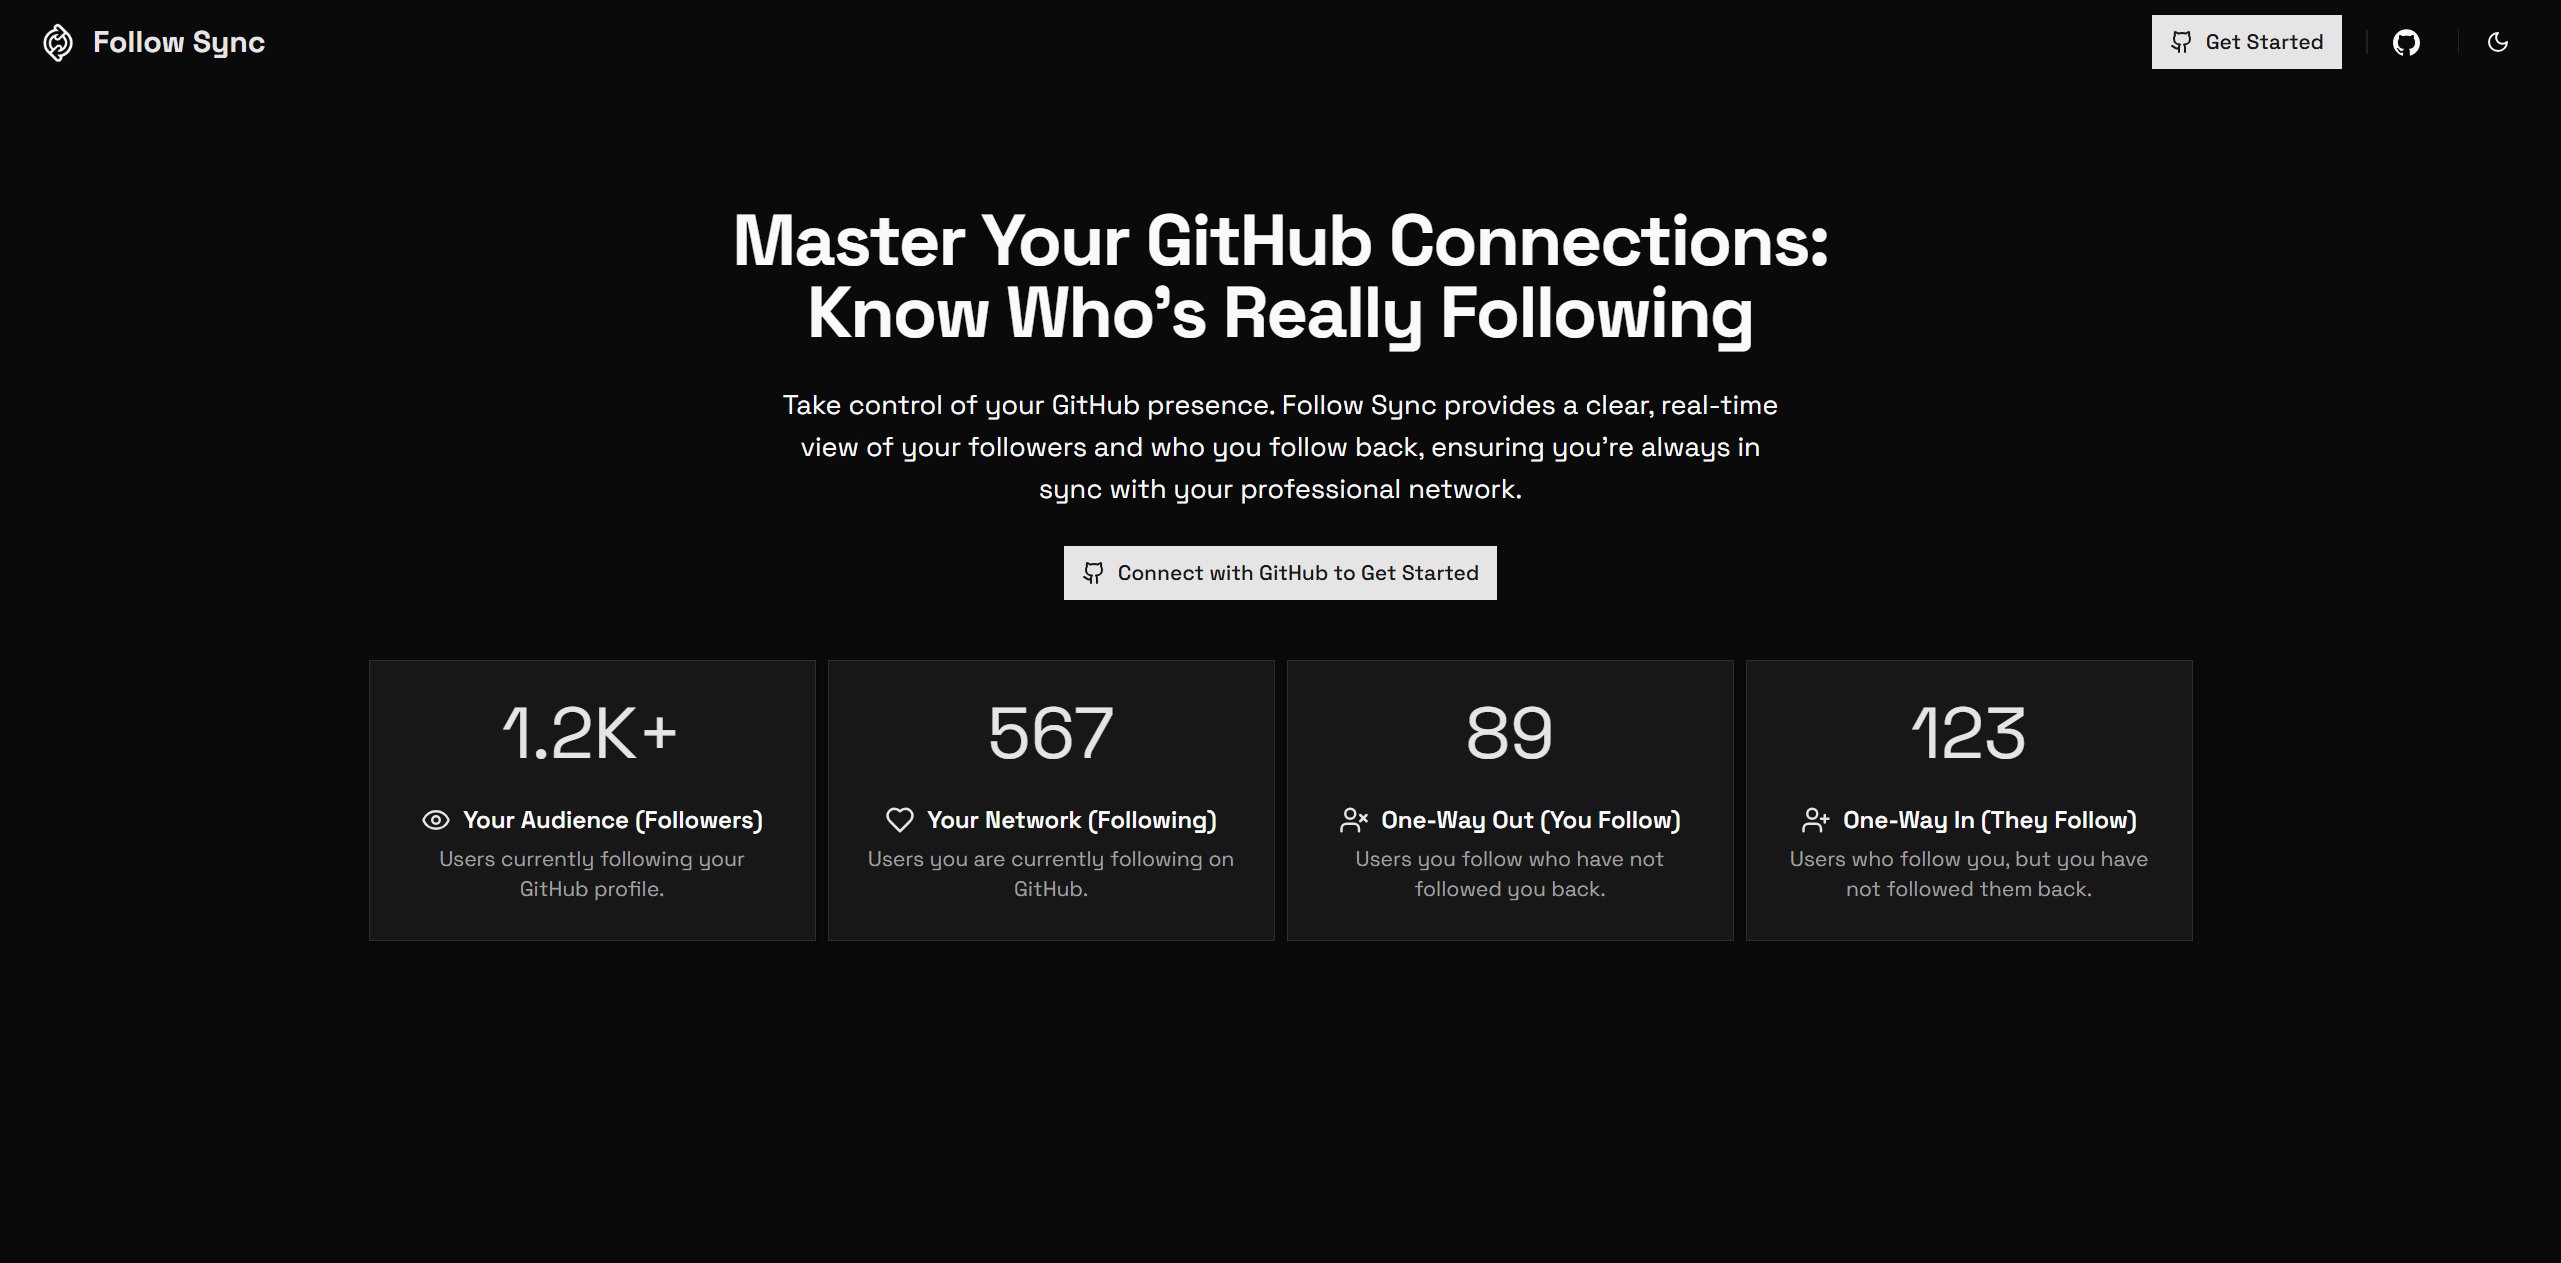 Follow Sync
Get Started
Master Your GitHub Connections:
Know Who’s Really Following
Take control of your GitHub presence. Follow Sync provides a clear, real-time
view of your followers and who you follow back, ensuring you’re always in
sync with your professional network.
Connect with GitHub to Get Started
1.2K+
Your Audience (Followers)
Users currently following your
GitHub profile.
567
Your Network (Following)
Users you are currently following on
GitHub.
89
One-Way Out (You Follow)
Users you follow who have not
followed you back.
123
One-Way In (They Follow)
Users who follow you, but you have
not followed them back.